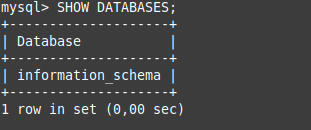 mysql> SHOW DATABASES;
+--------------------+
| Database           |
+--------------------+
| information_schema |
+--------------------+
1 row in set (0,00 sec)